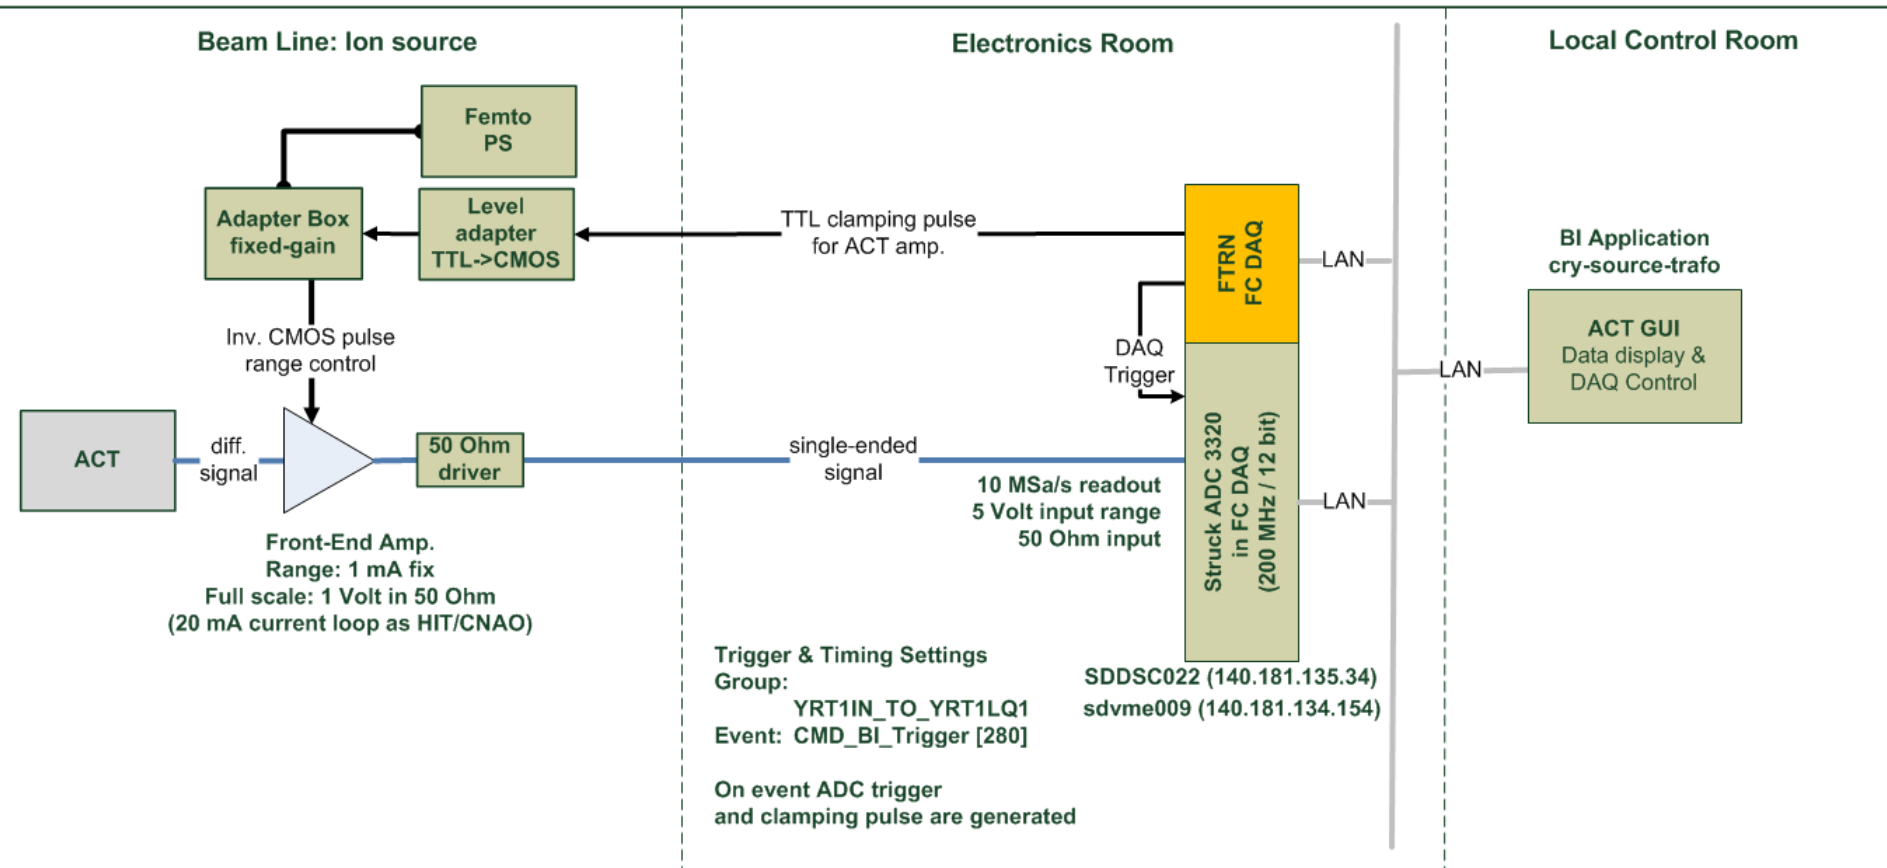 Beam Line: Ion source
Electronics Room
Local Control Room
Femto
PS
Adapter Box
fixed-gain
Level
adapter
TTL->CMOS
TTL clamping pulse
for ACT amp.
FTRN
FC DAQ
LAN
BI Application
cry-source-trafo
ACT GUI
Data display &
DAQ Control
LAN
Inv. CMOS pulse
range control
DAQ
Trigger
ACT
diff.
signal
50 Ohm
driver
single-ended
signal
10 MSa/s readout
5 Volt input range
50 Ohm input
Struck ADC 3320
in FC DAQ
(200 MHz / 12 bit)
LAN
Front-End Amp.
Range: 1 mA fix
Full scale: 1 Volt in 50 Ohm
(20 mA current loop as HIT/CNAO)
Trigger & Timing Settings
Group:
YRT1IN_TO_YRT1LQ1
Event: CMD_BI_Trigger [280]
On event ADC trigger
and clamping pulse are generated
SDDSC022 (140.181.135.34)
sdvme009 (140.181.134.154)